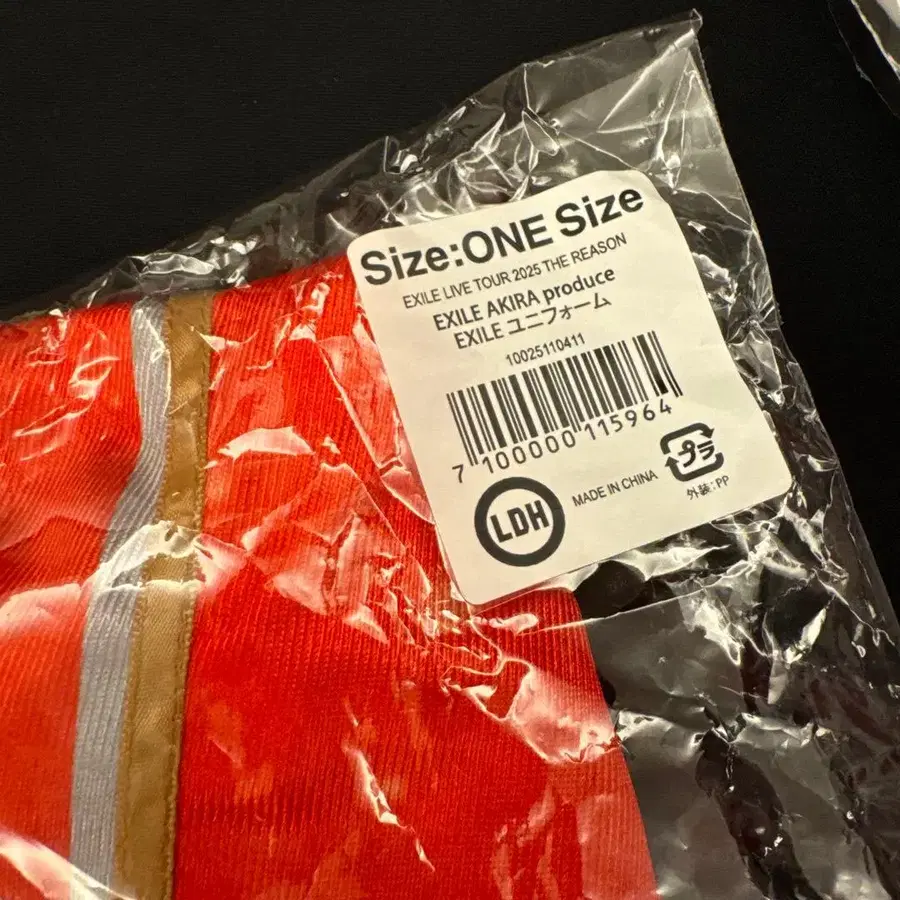 Size:ONE Size
EXILE LIVE TOUR 2025 THE REASON
EXILE AKIRA produce
EXILE ユニフォーム
10025110411
7 100000 115964
プラ
外装:PP
MADE IN CHINA
LDH